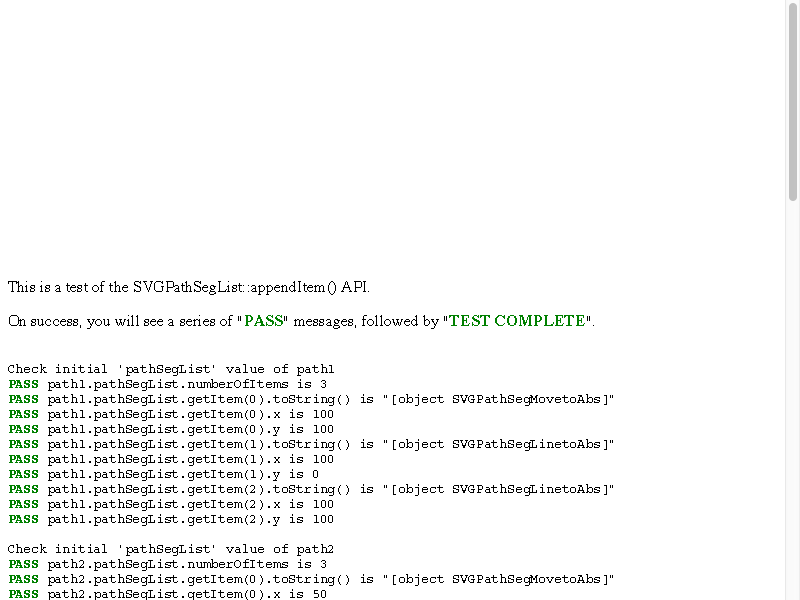 This is a test of the SVGPathSegList::appendItem() API.
On success, you will see a series of "PASS" messages, followed by "TEST COMPLETE".
Check initial 'pathSegList' value of path1
PASS path1.pathSegList.numberOfItems is 3
PASS path1.pathSegList.getItem(0).toString() is "[object SVGPathSegMovetoAbs]"
PASS path1.pathSegList.getItem(0).x is 100
PASS path1.pathSegList.getItem(0).y is 100
PASS path1.pathSegList.getItem(1).toString() is "[object SVGPathSegLinetoAbs]"
PASS path1.pathSegList.getItem(1).x is 100
PASS path1.pathSegList.getItem(1).y is 0
PASS path1.pathSegList.getItem(2).toString() is "[object SVGPathSegLinetoAbs]"
PASS path1.pathSegList.getItem(2).x is 100
PASS path1.pathSegList.getItem(2).y is 100
Check initial 'pathSegList' value of path2
PASS path2.pathSegList.numberOfItems is 3
PASS path2.pathSegList.getItem(0).toString() is "[object SVGPathSegMovetoAbs]"
PASS path2.pathSegList.getItem(0).x is 50